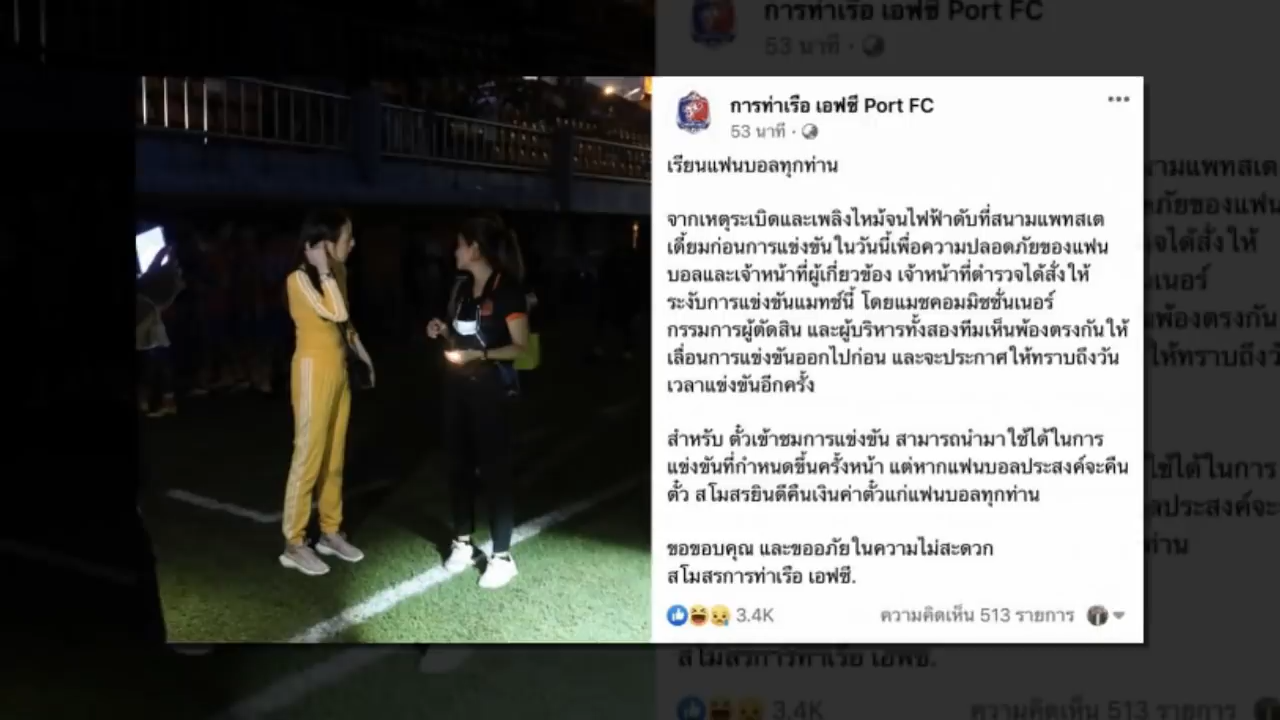 การท่าเรือ เอฟซี Port FC
53 นาที
เรียนแฟนบอลทุกท่าน
จากเหตุระเบิดและเพลิงไหม้จนไฟฟ้าดับที่สนามแพทสเต
เดี้ยมก่อนการแข่งขันในวันนี้เพื่อความปลอดภัยของแฟน
บอลและเจ้าหน้าที่ผู้เกี่ยวข้อง เจ้าหน้าที่ตำรวจได้สั่งให้
ระงับการแข่งขันแมทช์นี้ โดยแมชคอมมิชชั่นเนอร์
กรรมการผู้ตัดสิน และผู้บริหารทั้งสองทีมเห็นพ้องตรงกันให้
เลื่อนการแข่งขันออกไปก่อน และจะประกาศให้ทราบถึงวัน
เวลาแข่งขันอีกครั้ง
สำหรับ ตั๋วเข้าชมการแข่งขัน สามารถนำมาใช้ได้ในการ
แข่งขันที่กำหนดขึ้นครั้งหน้า แต่หากแฟนบอลประสงค์จะคืน
ตั๋ว สโมสรยินดีคืนเงินค่าตั๋วแก่แฟนบอลทุกท่าน
ขอขอบคุณ และขออภัยในความไม่สะดวก
สโมสรการท่าเรือ เอฟซี.
3.4K ความคิดเห็น 513 รายการ